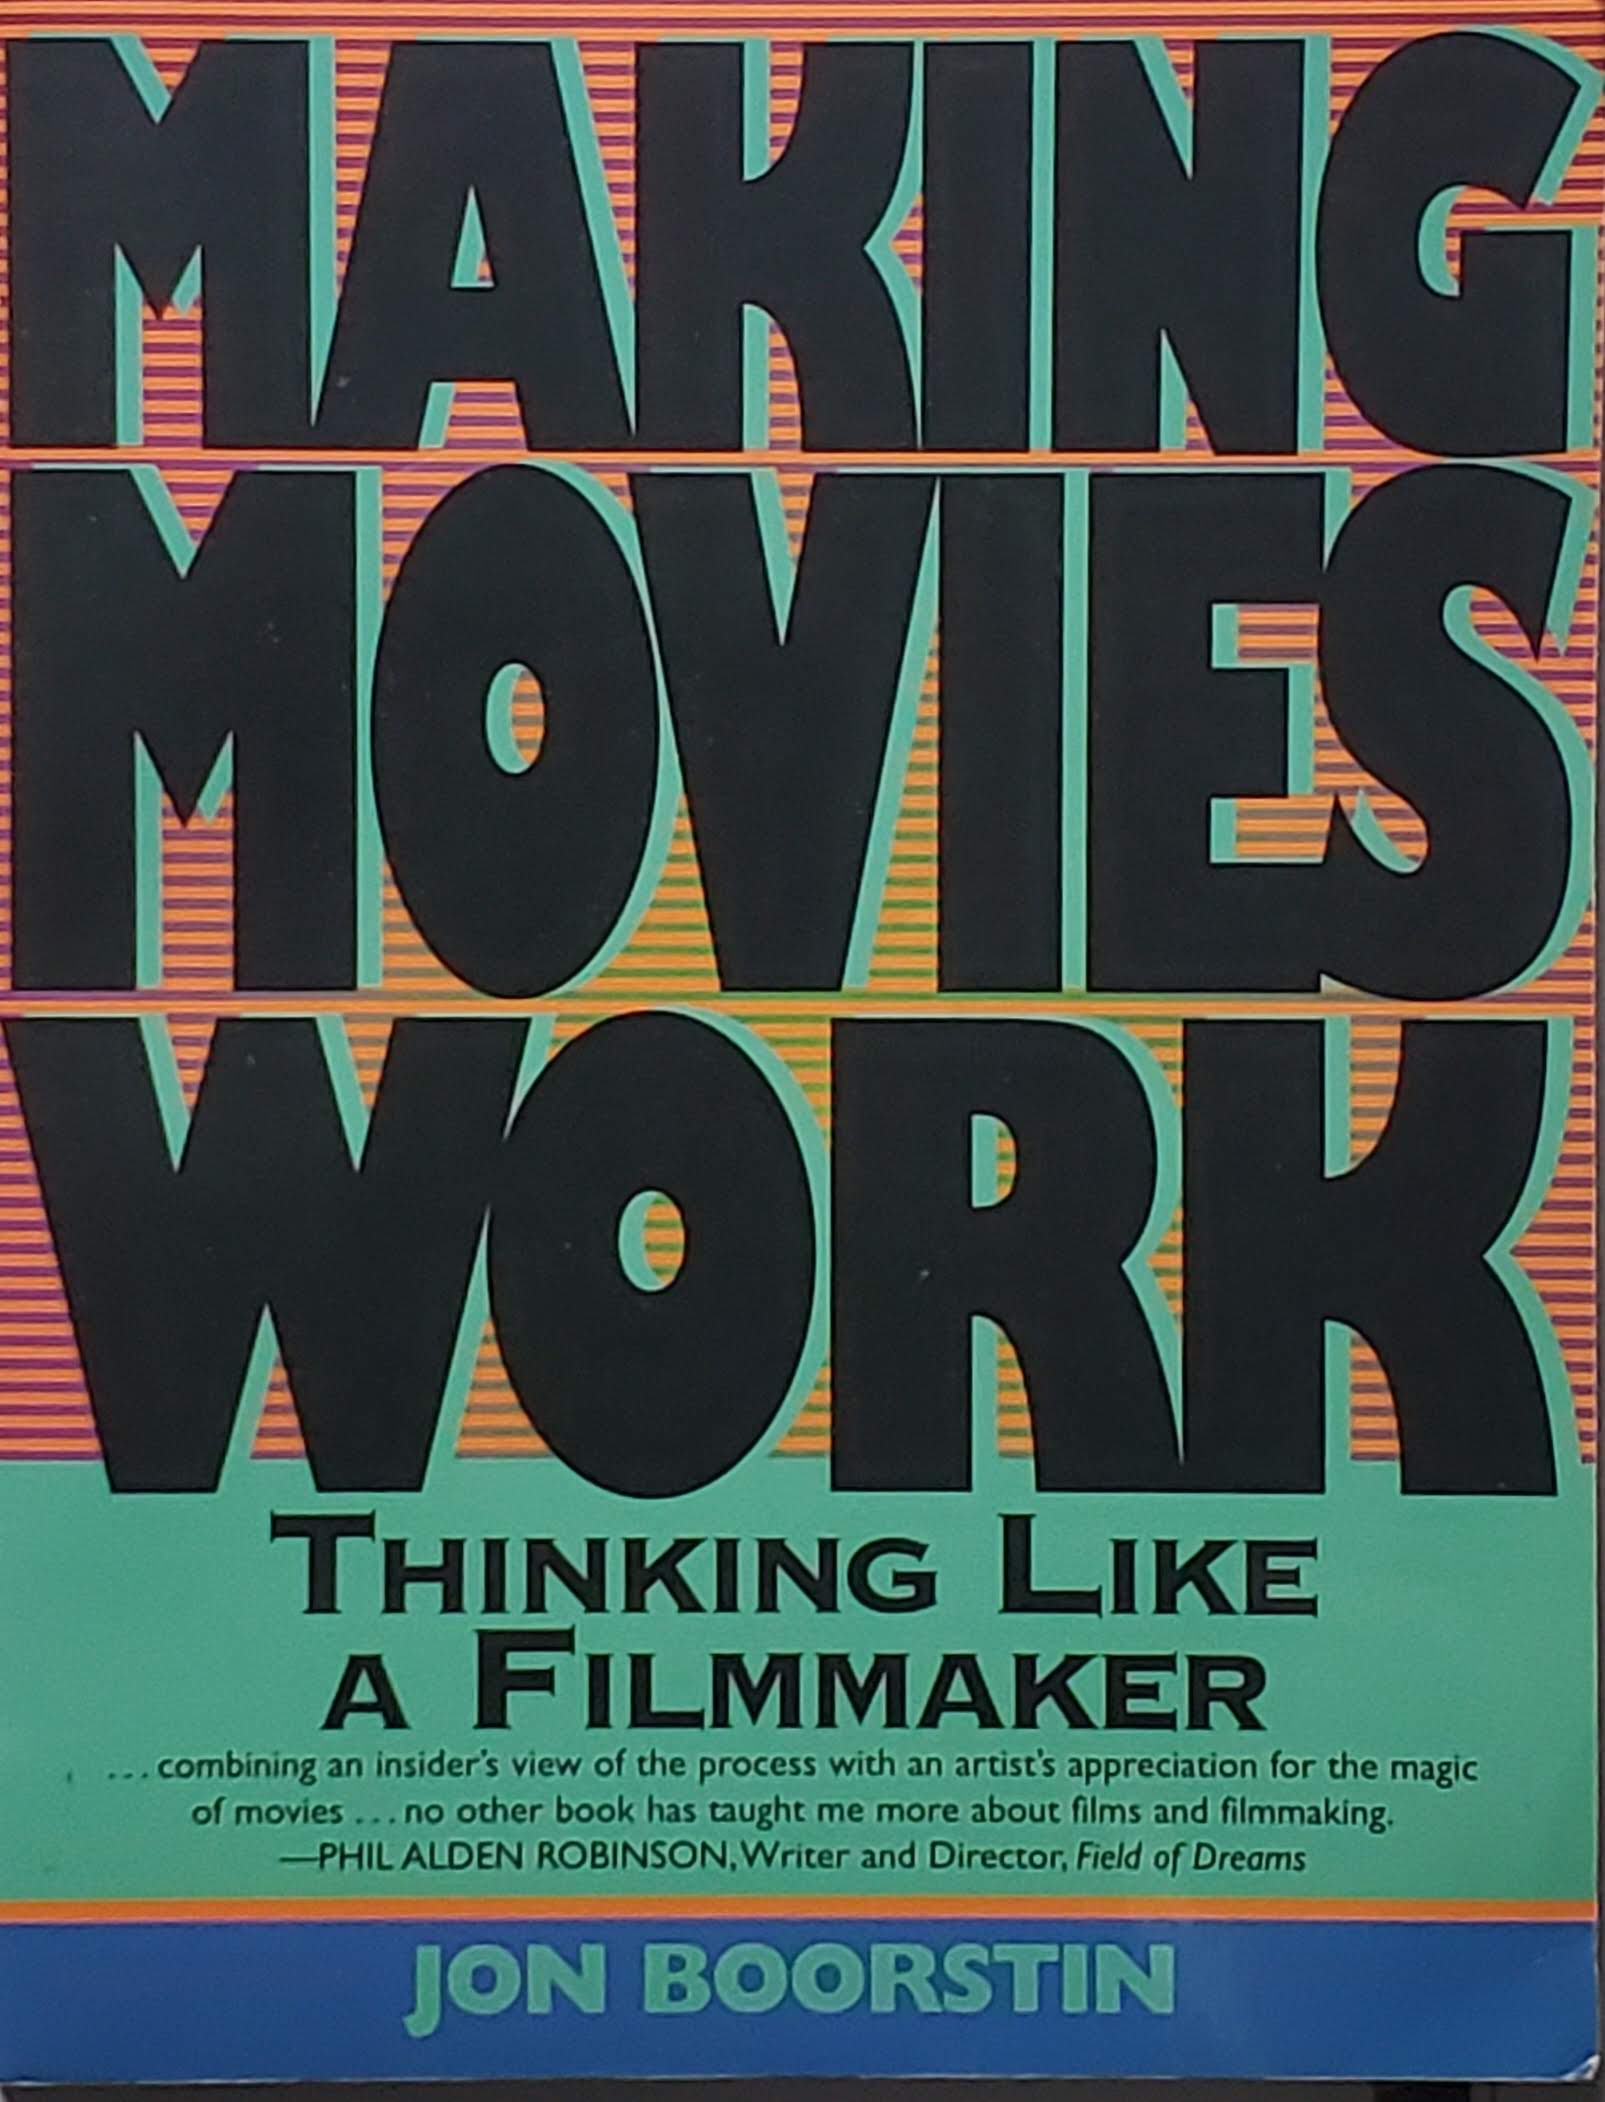 MAKING
MOVIES
WORK
THINKING LIKE
A FILMMAKER
...combining an insider's view of the process with an artist's appreciation for the magic
of movies...no other book has taught me more about films and filmmaking.
—PHIL ALDEN ROBINSON, Writer and Director, Field of Dreams
JON BOORSTIN